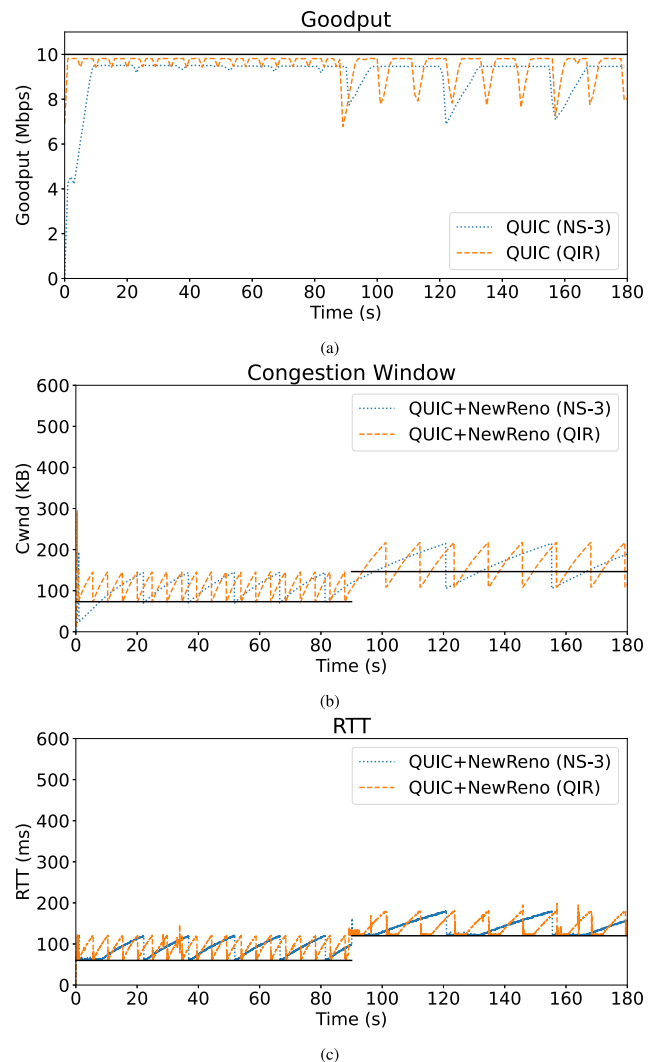 Goodput
10
8
6
4
2
0
Goodput (Mbps)
QUIC (NS-3)
QUIC (QIR)
0 20 40 60 80 100 120 140 160 180
Time (s)
(a)
Congestion Window
600
500
400
300
200
100
0
Cwnd (KB)
QUIC+NewReno (NS-3)
QUIC+NewReno (QIR)
0 20 40 60 80 100 120 140 160 180
Time (s)
(b)
RTT
600
500
400
300
200
100
0
RTT (ms)
QUIC+NewReno (NS-3)
QUIC+NewReno (QIR)
0 20 40 60 80 100 120 140 160 180
Time (s)
(c)